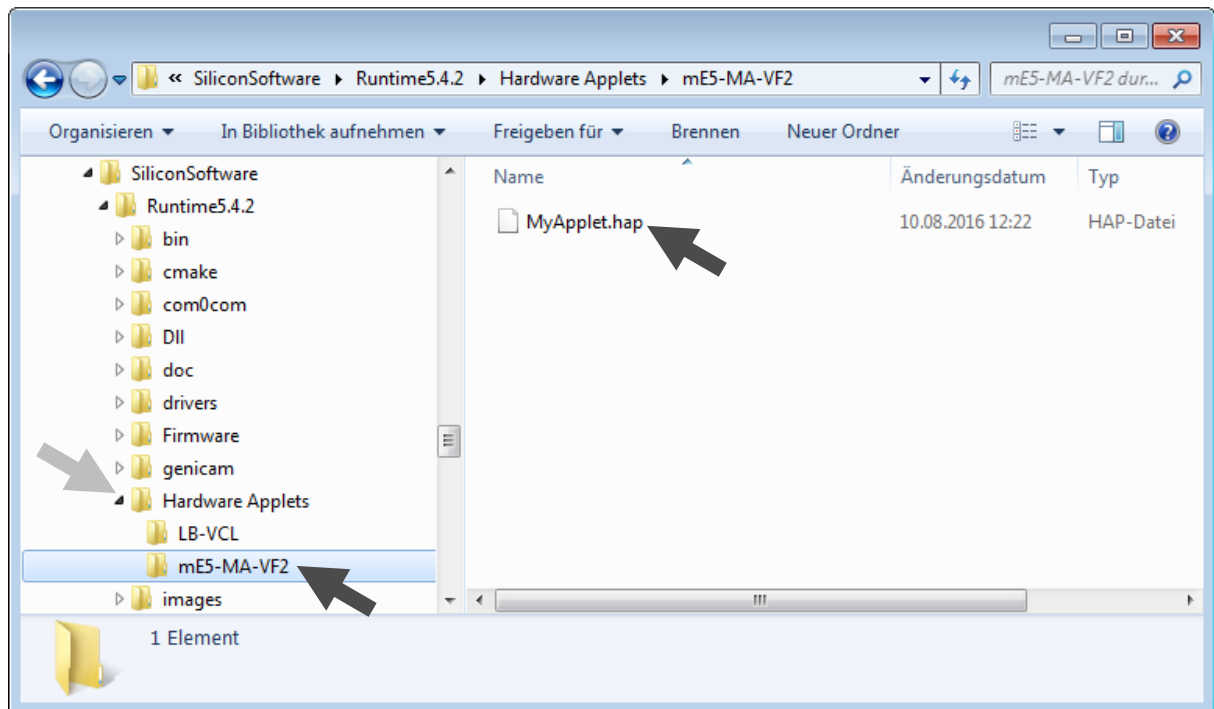 « SiliconSoftware Runtime5.4.2 Hardware Applets mE5-MA-VF2 mE5-MA-VF2 dur...
Organisieren In Bibliothek aufnehmen Freigeben für Brennen Neuer Ordner
SiliconSoftware
Runtime5.4.2
bin
cmake
com0com
Dll
doc
drivers
Firmware
genicam
Hardware Applets
LB-VCL
mE5-MA-VF2
images
Name Änderungsdatum Typ
MyApplet.hap 10.08.2016 12:22 HAP-Datei
1 Element